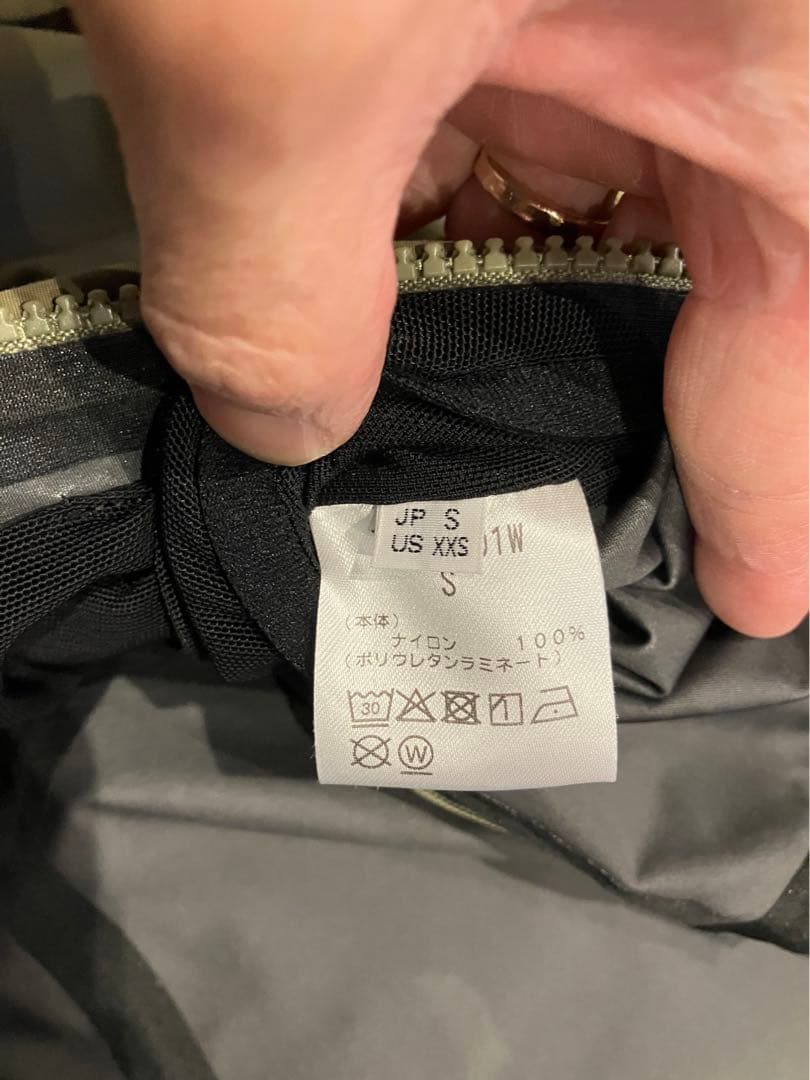 JP S
US XXS
01W
S
(本体)
ナイロン 100%
(ポリウレタンラミネート)
30
1
W